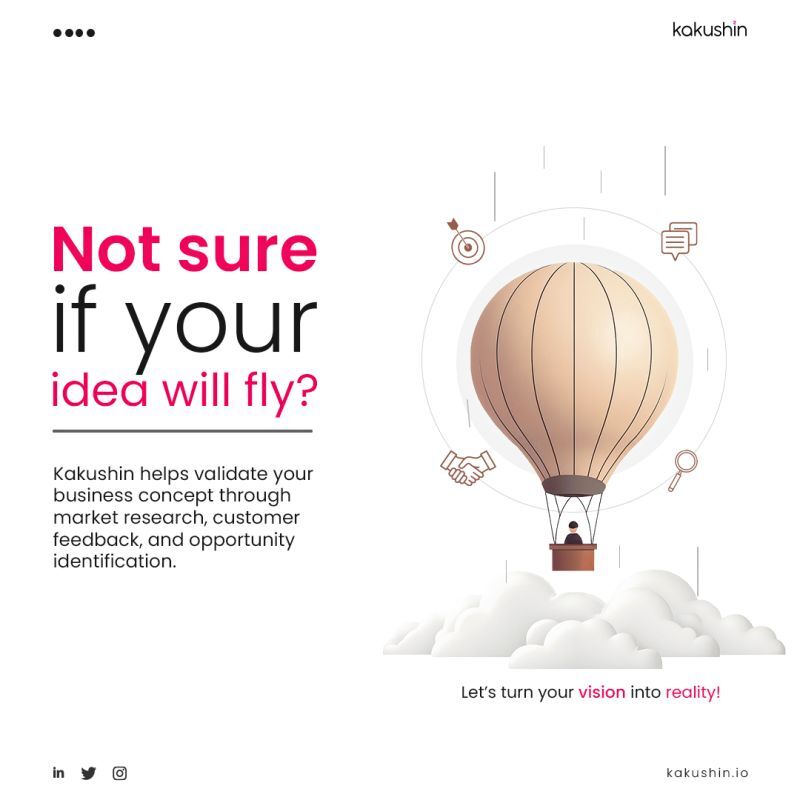 kakushin
Not sure
if your
idea will fly?
Kakushin helps validate your
business concept through
market research, customer
feedback, and opportunity
identification.
Let’s turn your vision into reality!
in
kakushin.io